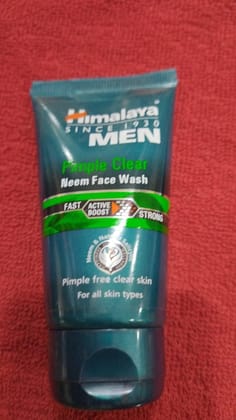 Himalaya
SINCE 1930
MEN
Pimple Clear
Neem Face Wash
FAST ACTIVE BOOST STRONG
Pimple free clear skin
For all skin types